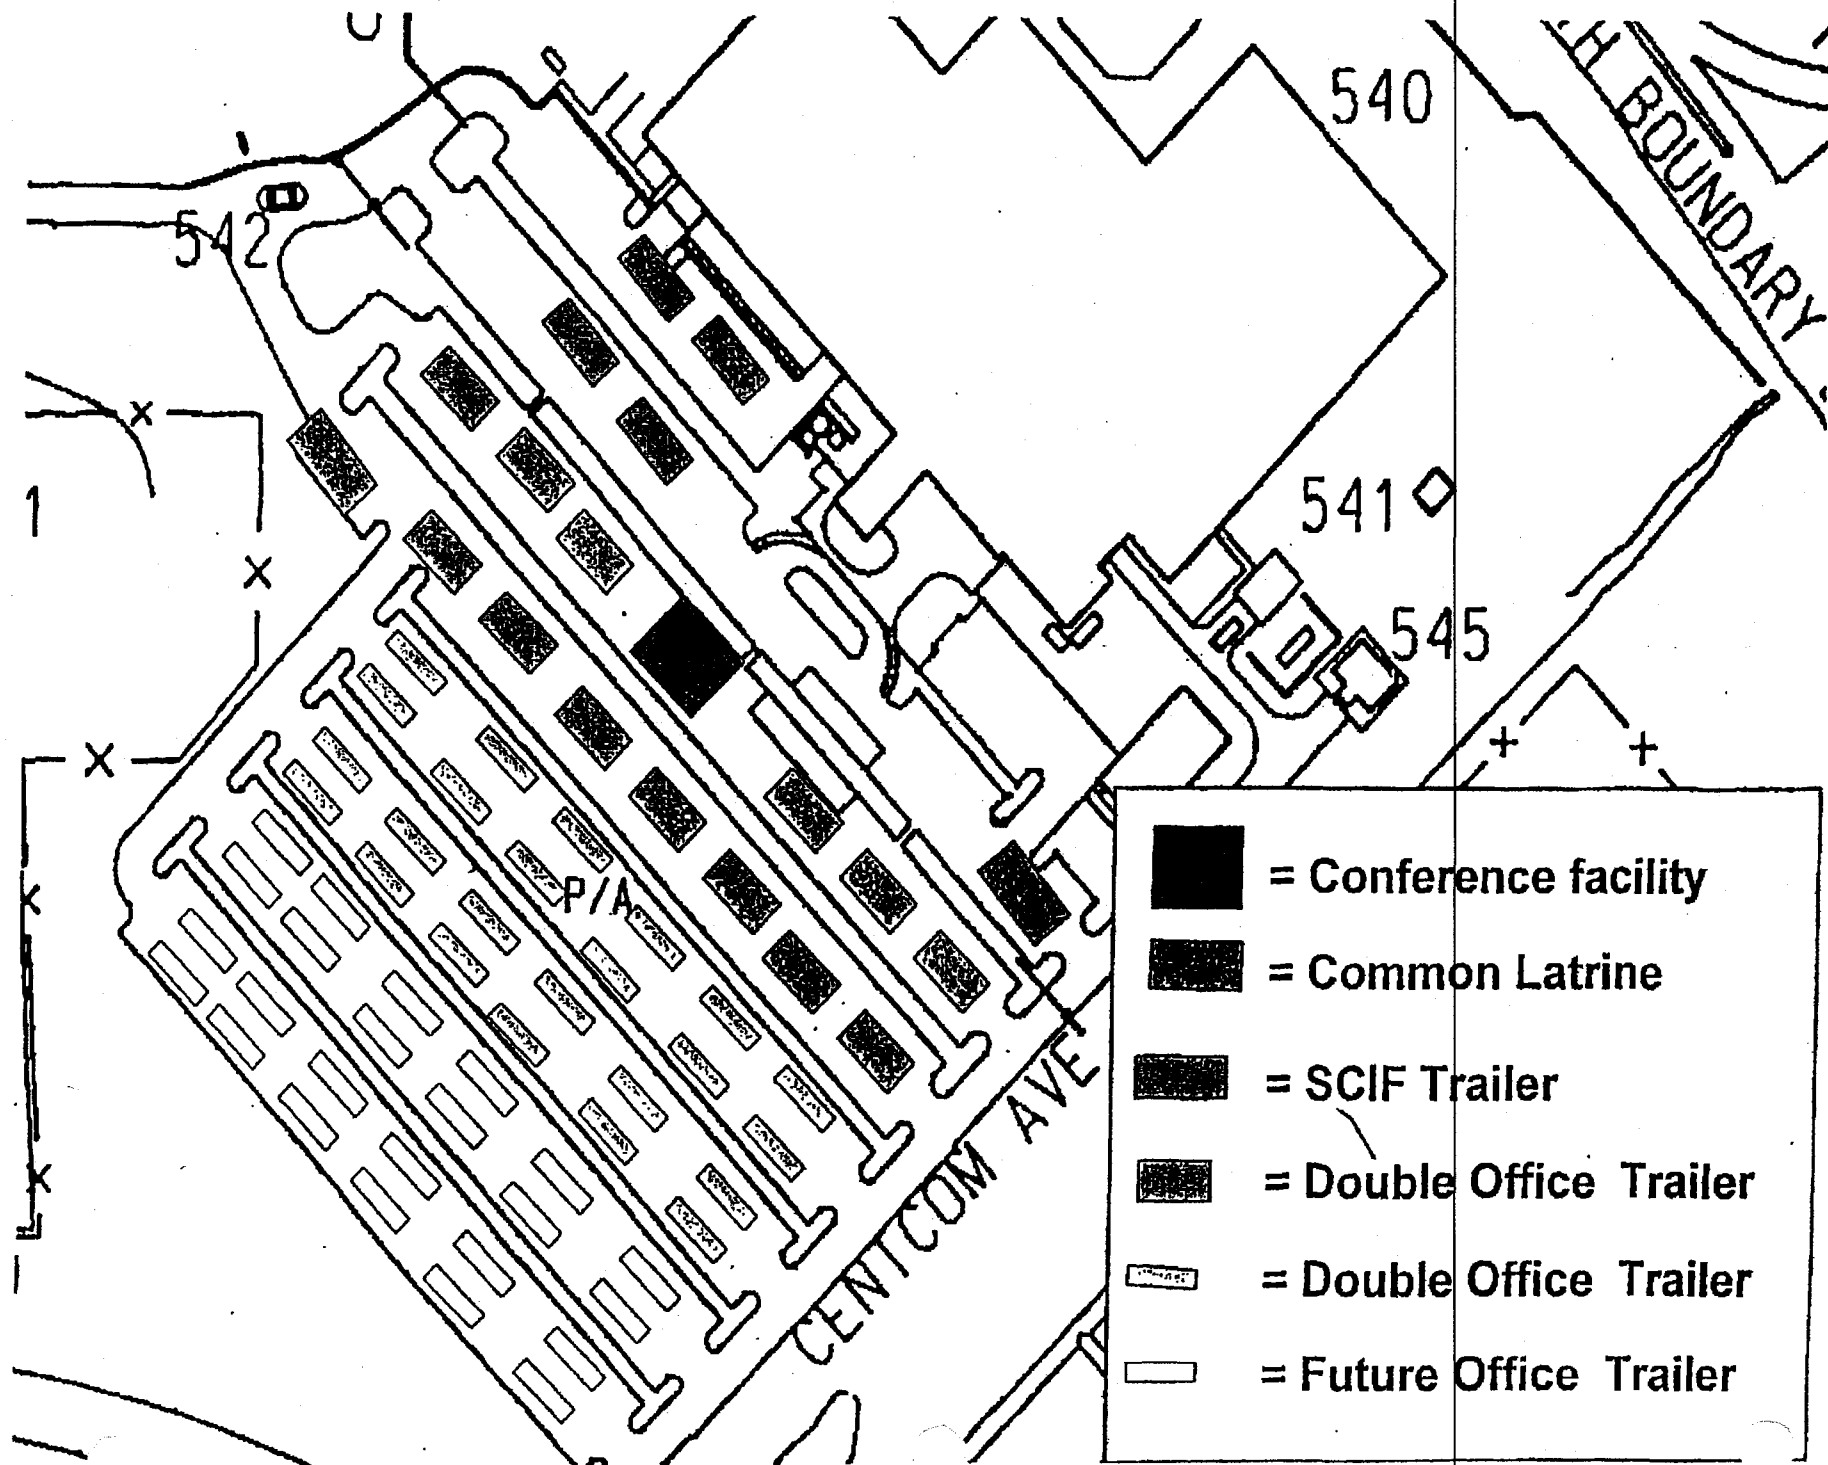 540
H BOUNDARY
542
541
1
545
P/A
CENTCOM AVE
= Conference facility
= Common Latrine
= SCIF Trailer
= Double Office Trailer
= Double Office Trailer
= Future Office Trailer